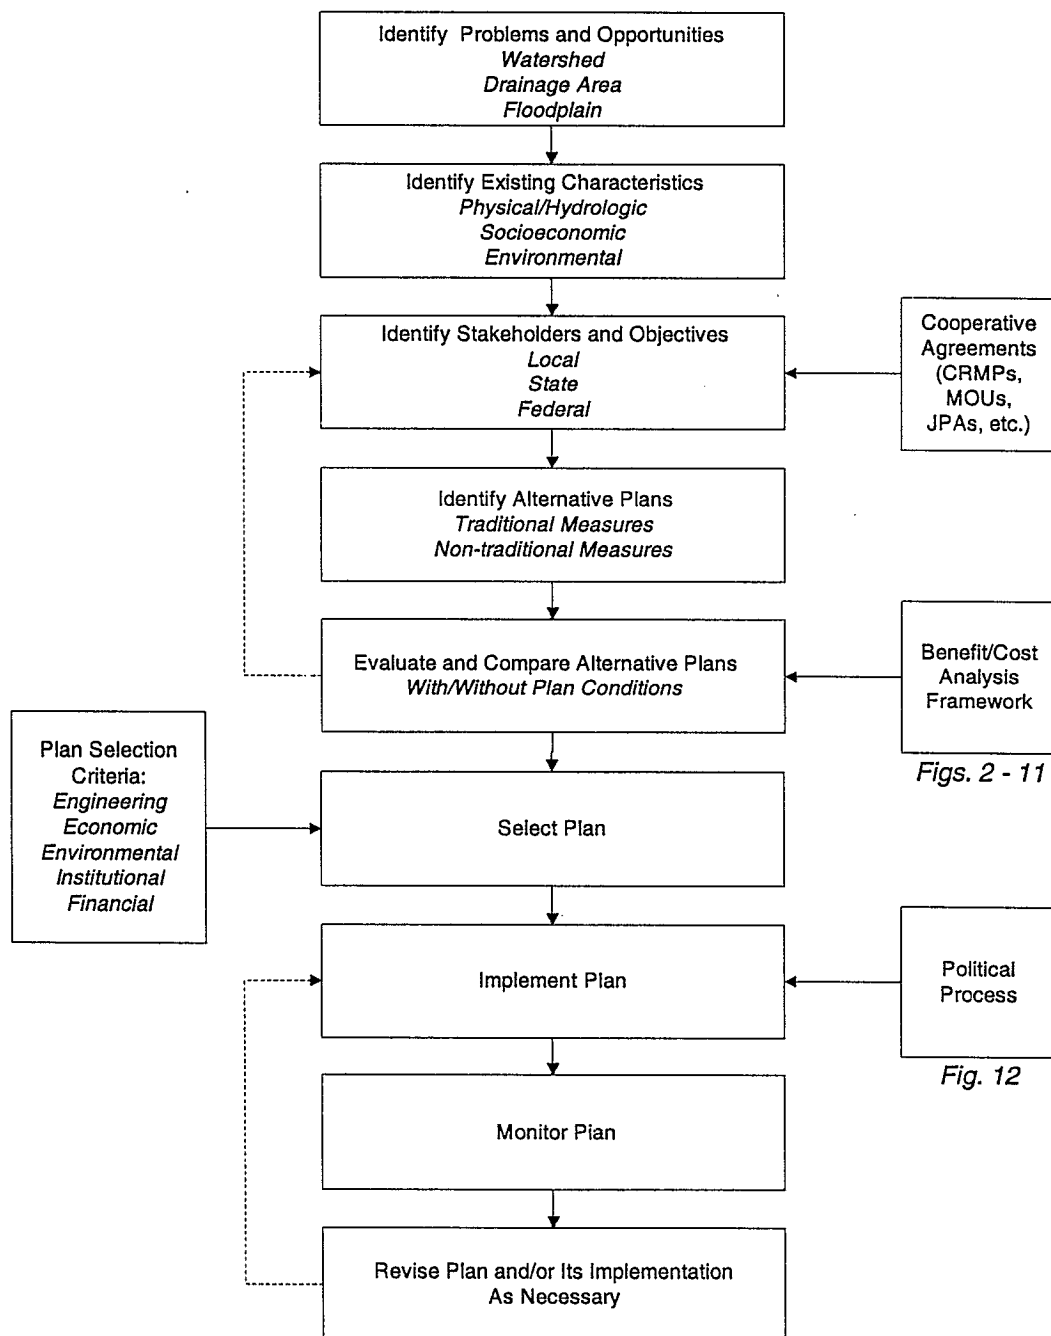 Identify Problems and Opportunities
Watershed
Drainage Area
Floodplain
Identify Existing Characteristics
Physical/Hydrologic
Socioeconomic
Environmental
Identify Stakeholders and Objectives
Local
State
Federal
Cooperative
Agreements
(CRMPs,
MOUs,
JPAs, etc.)
Identify Alternative Plans
Traditional Measures
Non-traditional Measures
Evaluate and Compare Alternative Plans
With/Without Plan Conditions
Benefit/Cost
Analysis
Framework
Figs. 2 - 11
Plan Selection
Criteria:
Engineering
Economic
Environmental
Institutional
Financial
Select Plan
Implement Plan
Political
Process
Fig. 12
Monitor Plan
Revise Plan and/or Its Implementation
As Necessary